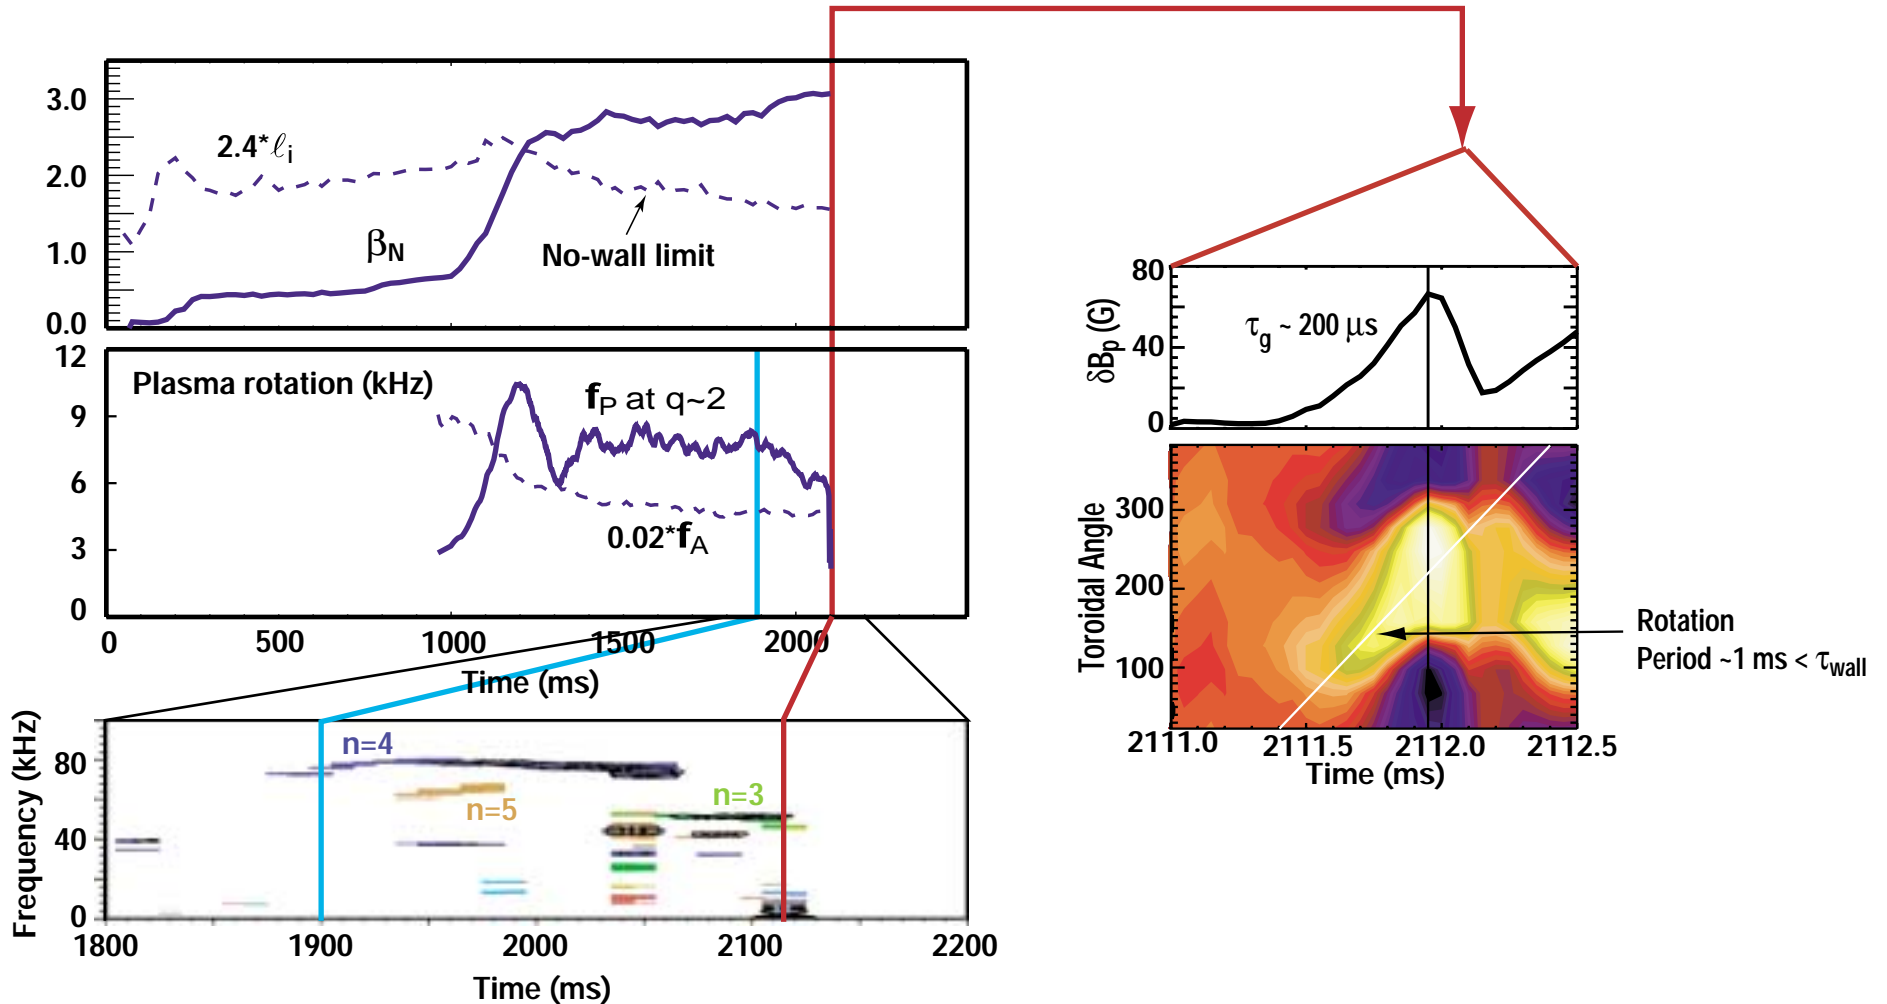 3.0
2.0
1.0
0.0
2.4*ℓi
βN
No-wall limit
12
9
6
3
0
Plasma rotation (kHz)
fP at q~2
0.02*fA
0 500 1000 1500 2000
Time (ms)
Frequency (kHz)
80
40
0
n=4
n=5
n=3
1800 1900 2000 2100 2200
Time (ms)
δBp (G)
80
40
0
τg ~ 200 μs
Toroidal Angle
300
200
100
2111.0 2111.5 2112.0 2112.5
Time (ms)
Rotation
Period ~1 ms < τwall